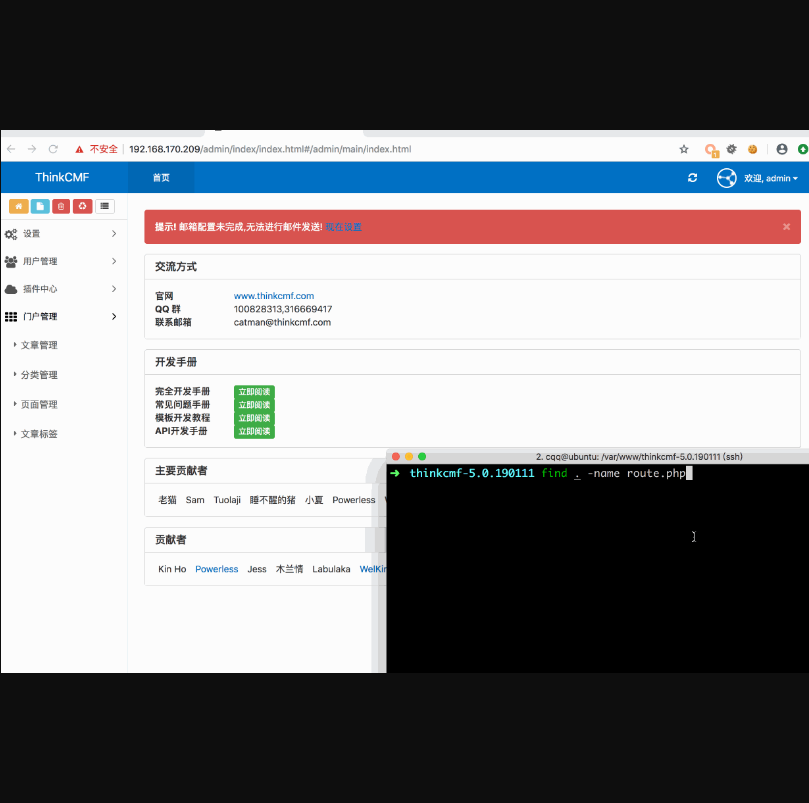 不安全 192.168.170.209/admin/index/index.html#/admin/main/index.html
1
ThinkCMF 首页 欢迎, admin
提示! 邮箱配置未完成,无法进行邮件发送! 现在设置 ×
设置
用户管理
插件中心
门户管理
文章管理
分类管理
页面管理
文章标签
交流方式
官网 www.thinkcmf.com
QQ 群 100828313,316669417
联系邮箱 catman@thinkcmf.com
开发手册
完全开发手册 立即阅读
常见问题手册 立即阅读
模板开发教程 立即阅读
API开发手册 立即阅读
主要贡献者
老猫 Sam Tuolaji 睡不醒的猪 小夏 Powerless
贡献者
Kin Ho Powerless Jess 木兰情 Labulaka WelKin
2. cqq@ubuntu: /var/www/thinkcmf-5.0.190111 (ssh)
➜ thinkcmf-5.0.190111 find . -name route.php